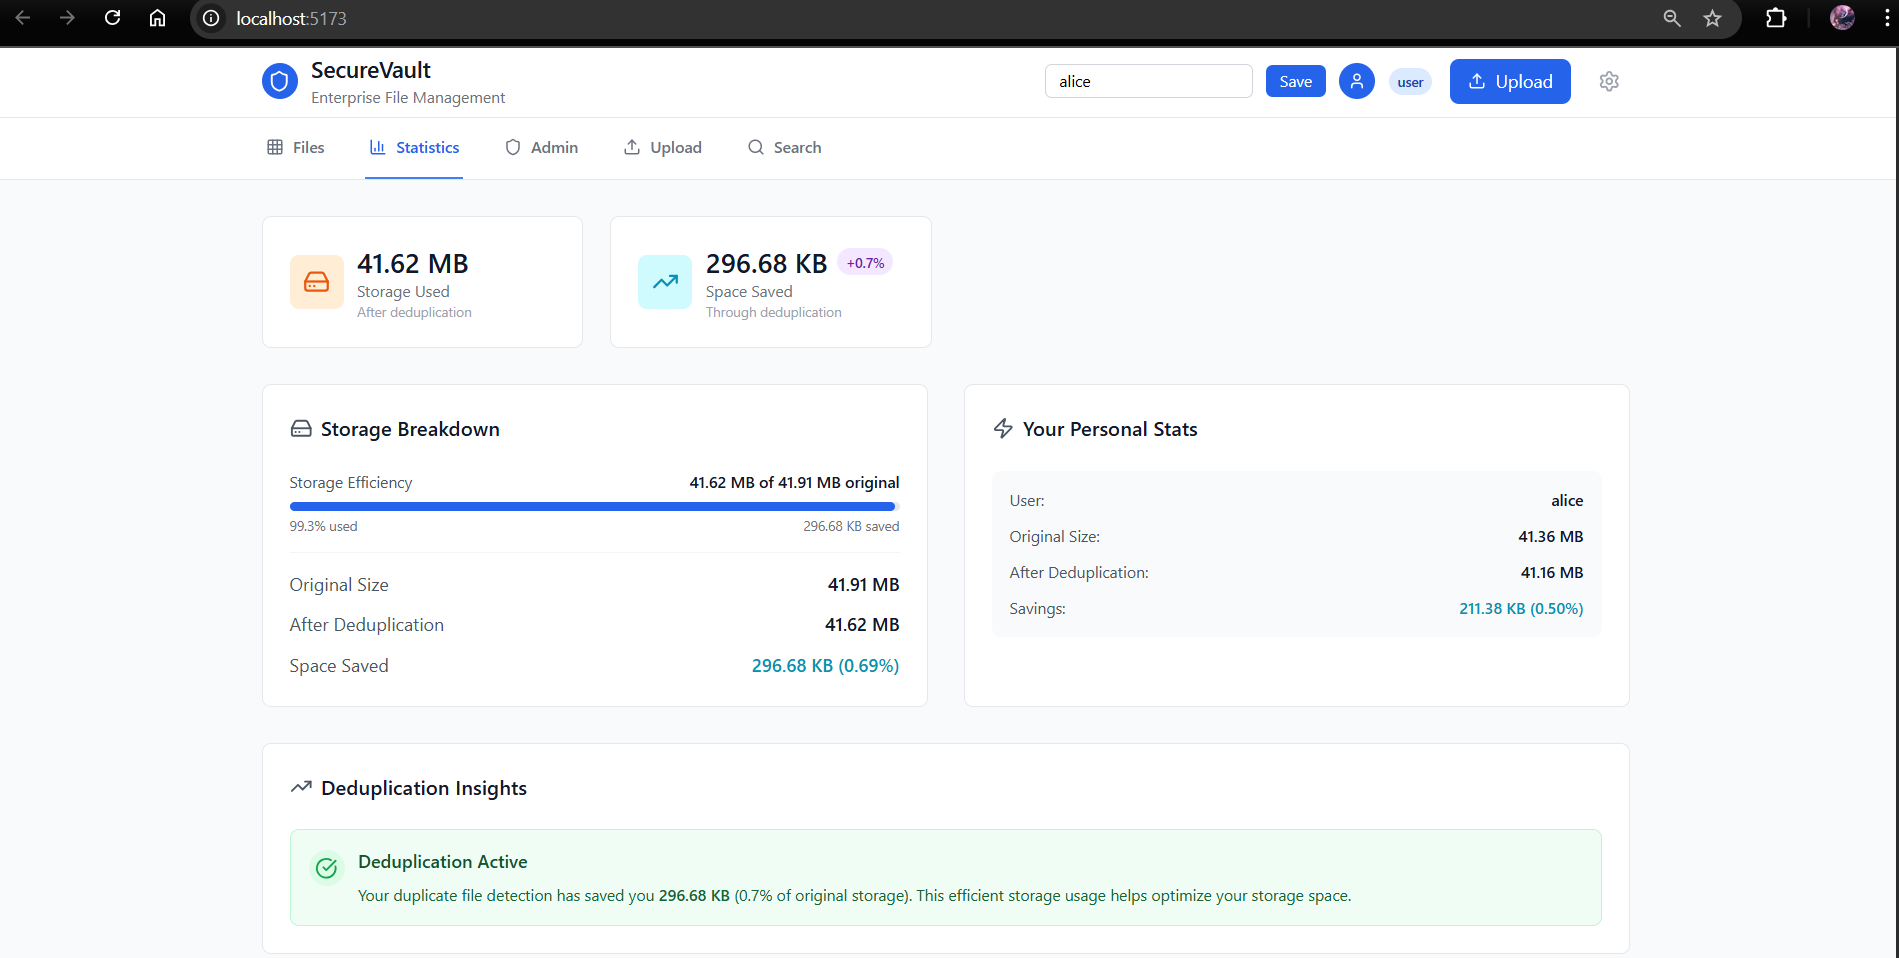 localhost:5173
SecureVault
Enterprise File Management
alice
Save
user
Upload
Files
Statistics
Admin
Upload
Search
41.62 MB
Storage Used
After deduplication
296.68 KB +0.7%
Space Saved
Through deduplication
Storage Breakdown
Storage Efficiency 41.62 MB of 41.91 MB original
99.3% used 296.68 KB saved
Original Size 41.91 MB
After Deduplication 41.62 MB
Space Saved 296.68 KB (0.69%)
Your Personal Stats
User: alice
Original Size: 41.36 MB
After Deduplication: 41.16 MB
Savings: 211.38 KB (0.50%)
Deduplication Insights
Deduplication Active
Your duplicate file detection has saved you 296.68 KB (0.7% of original storage). This efficient storage usage helps optimize your storage space.